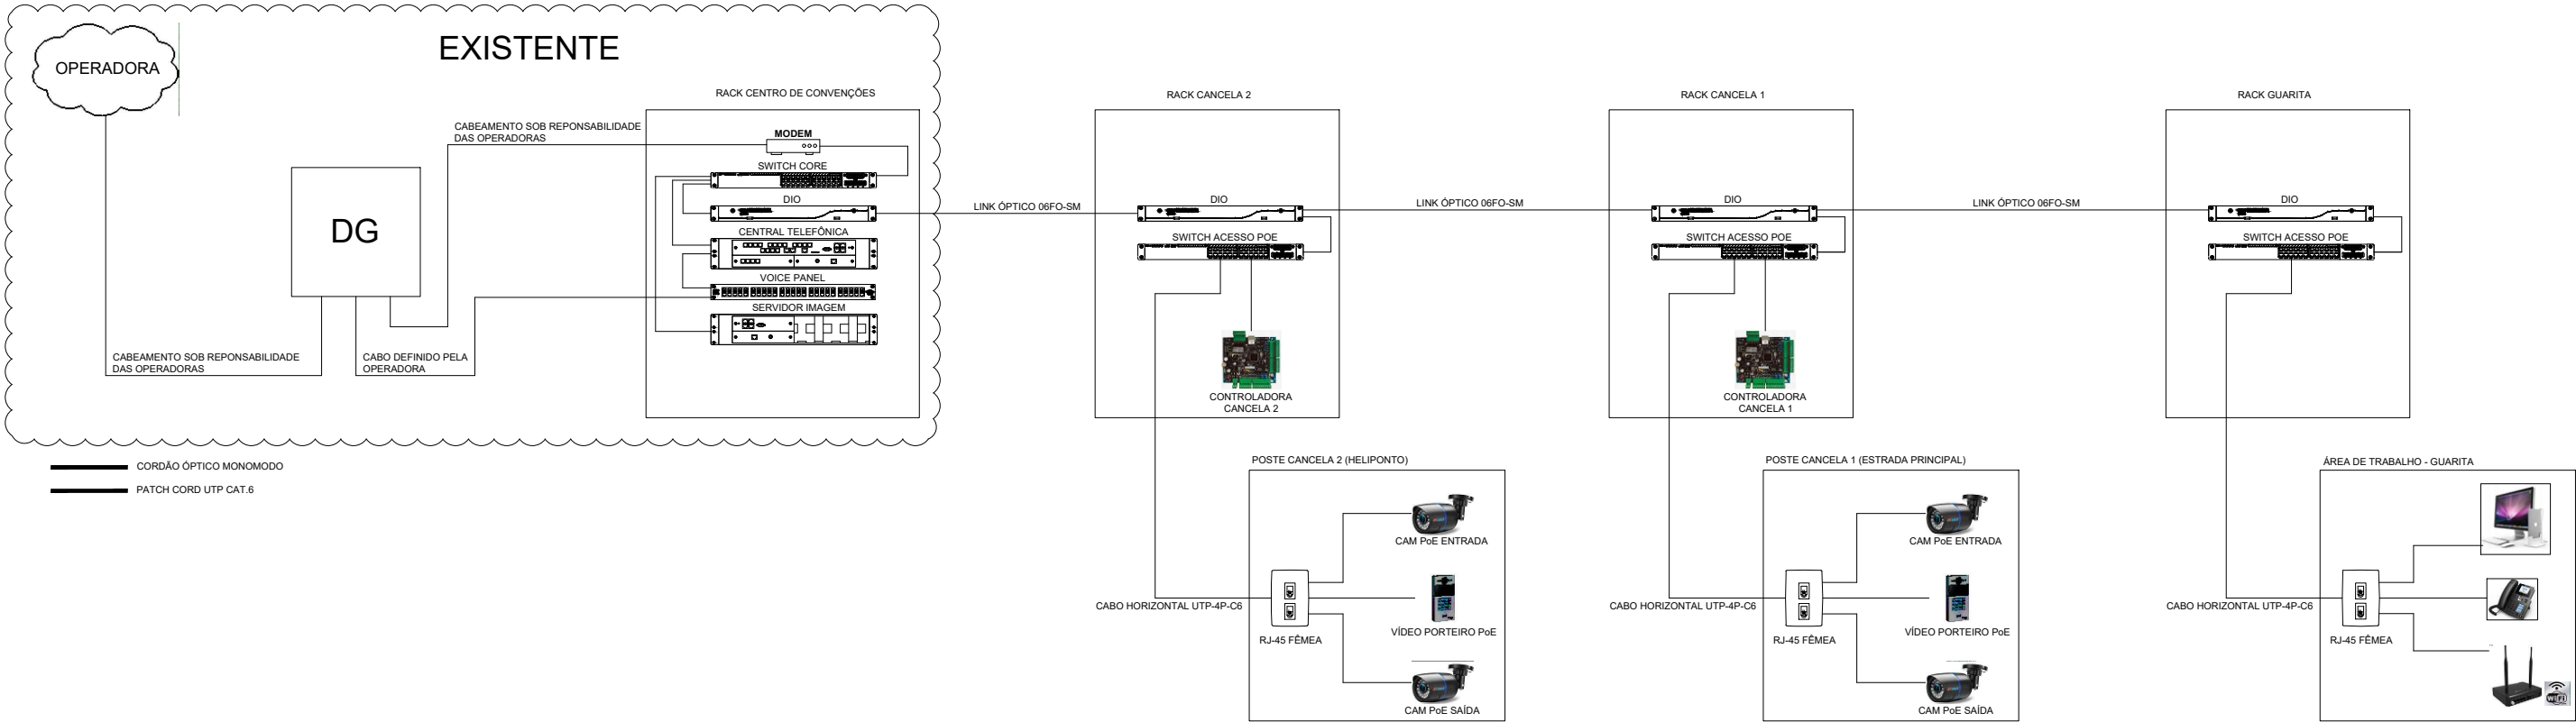 EXISTENTE
OPERADORA
RACK CENTRO DE CONVENÇÕES
CABEAMENTO SOB REPONSABILIDADE
DAS OPERADORAS
MODEM
SWITCH CORE
DIO
CENTRAL TELEFÔNICA
VOICE PANEL
SERVIDOR IMAGEM
DG
CABEAMENTO SOB REPONSABILIDADE
DAS OPERADORAS
CABO DEFINIDO PELA
OPERADORA
CORDÃO ÓPTICO MONOMODO
PATCH CORD UTP CAT.6
LINK ÓPTICO 06FO-SM
RACK CANCELA 2
DIO
SWITCH ACESSO POE
CONTROLADORA
CANCELA 2
POSTE CANCELA 2 (HELIPONTO)
CAM PoE ENTRADA
VÍDEO PORTEIRO PoE
CAM PoE SAÍDA
CABO HORIZONTAL UTP-4P-C6
RJ-45 FÊMEA
LINK ÓPTICO 06FO-SM
RACK CANCELA 1
DIO
SWITCH ACESSO POE
CONTROLADORA
CANCELA 1
POSTE CANCELA 1 (ESTRADA PRINCIPAL)
CAM PoE ENTRADA
VÍDEO PORTEIRO PoE
CAM PoE SAÍDA
CABO HORIZONTAL UTP-4P-C6
RJ-45 FÊMEA
LINK ÓPTICO 06FO-SM
RACK GUARITA
DIO
SWITCH ACESSO POE
ÁREA DE TRABALHO - GUARITA
CABO HORIZONTAL UTP-4P-C6
RJ-45 FÊMEA
WiFi